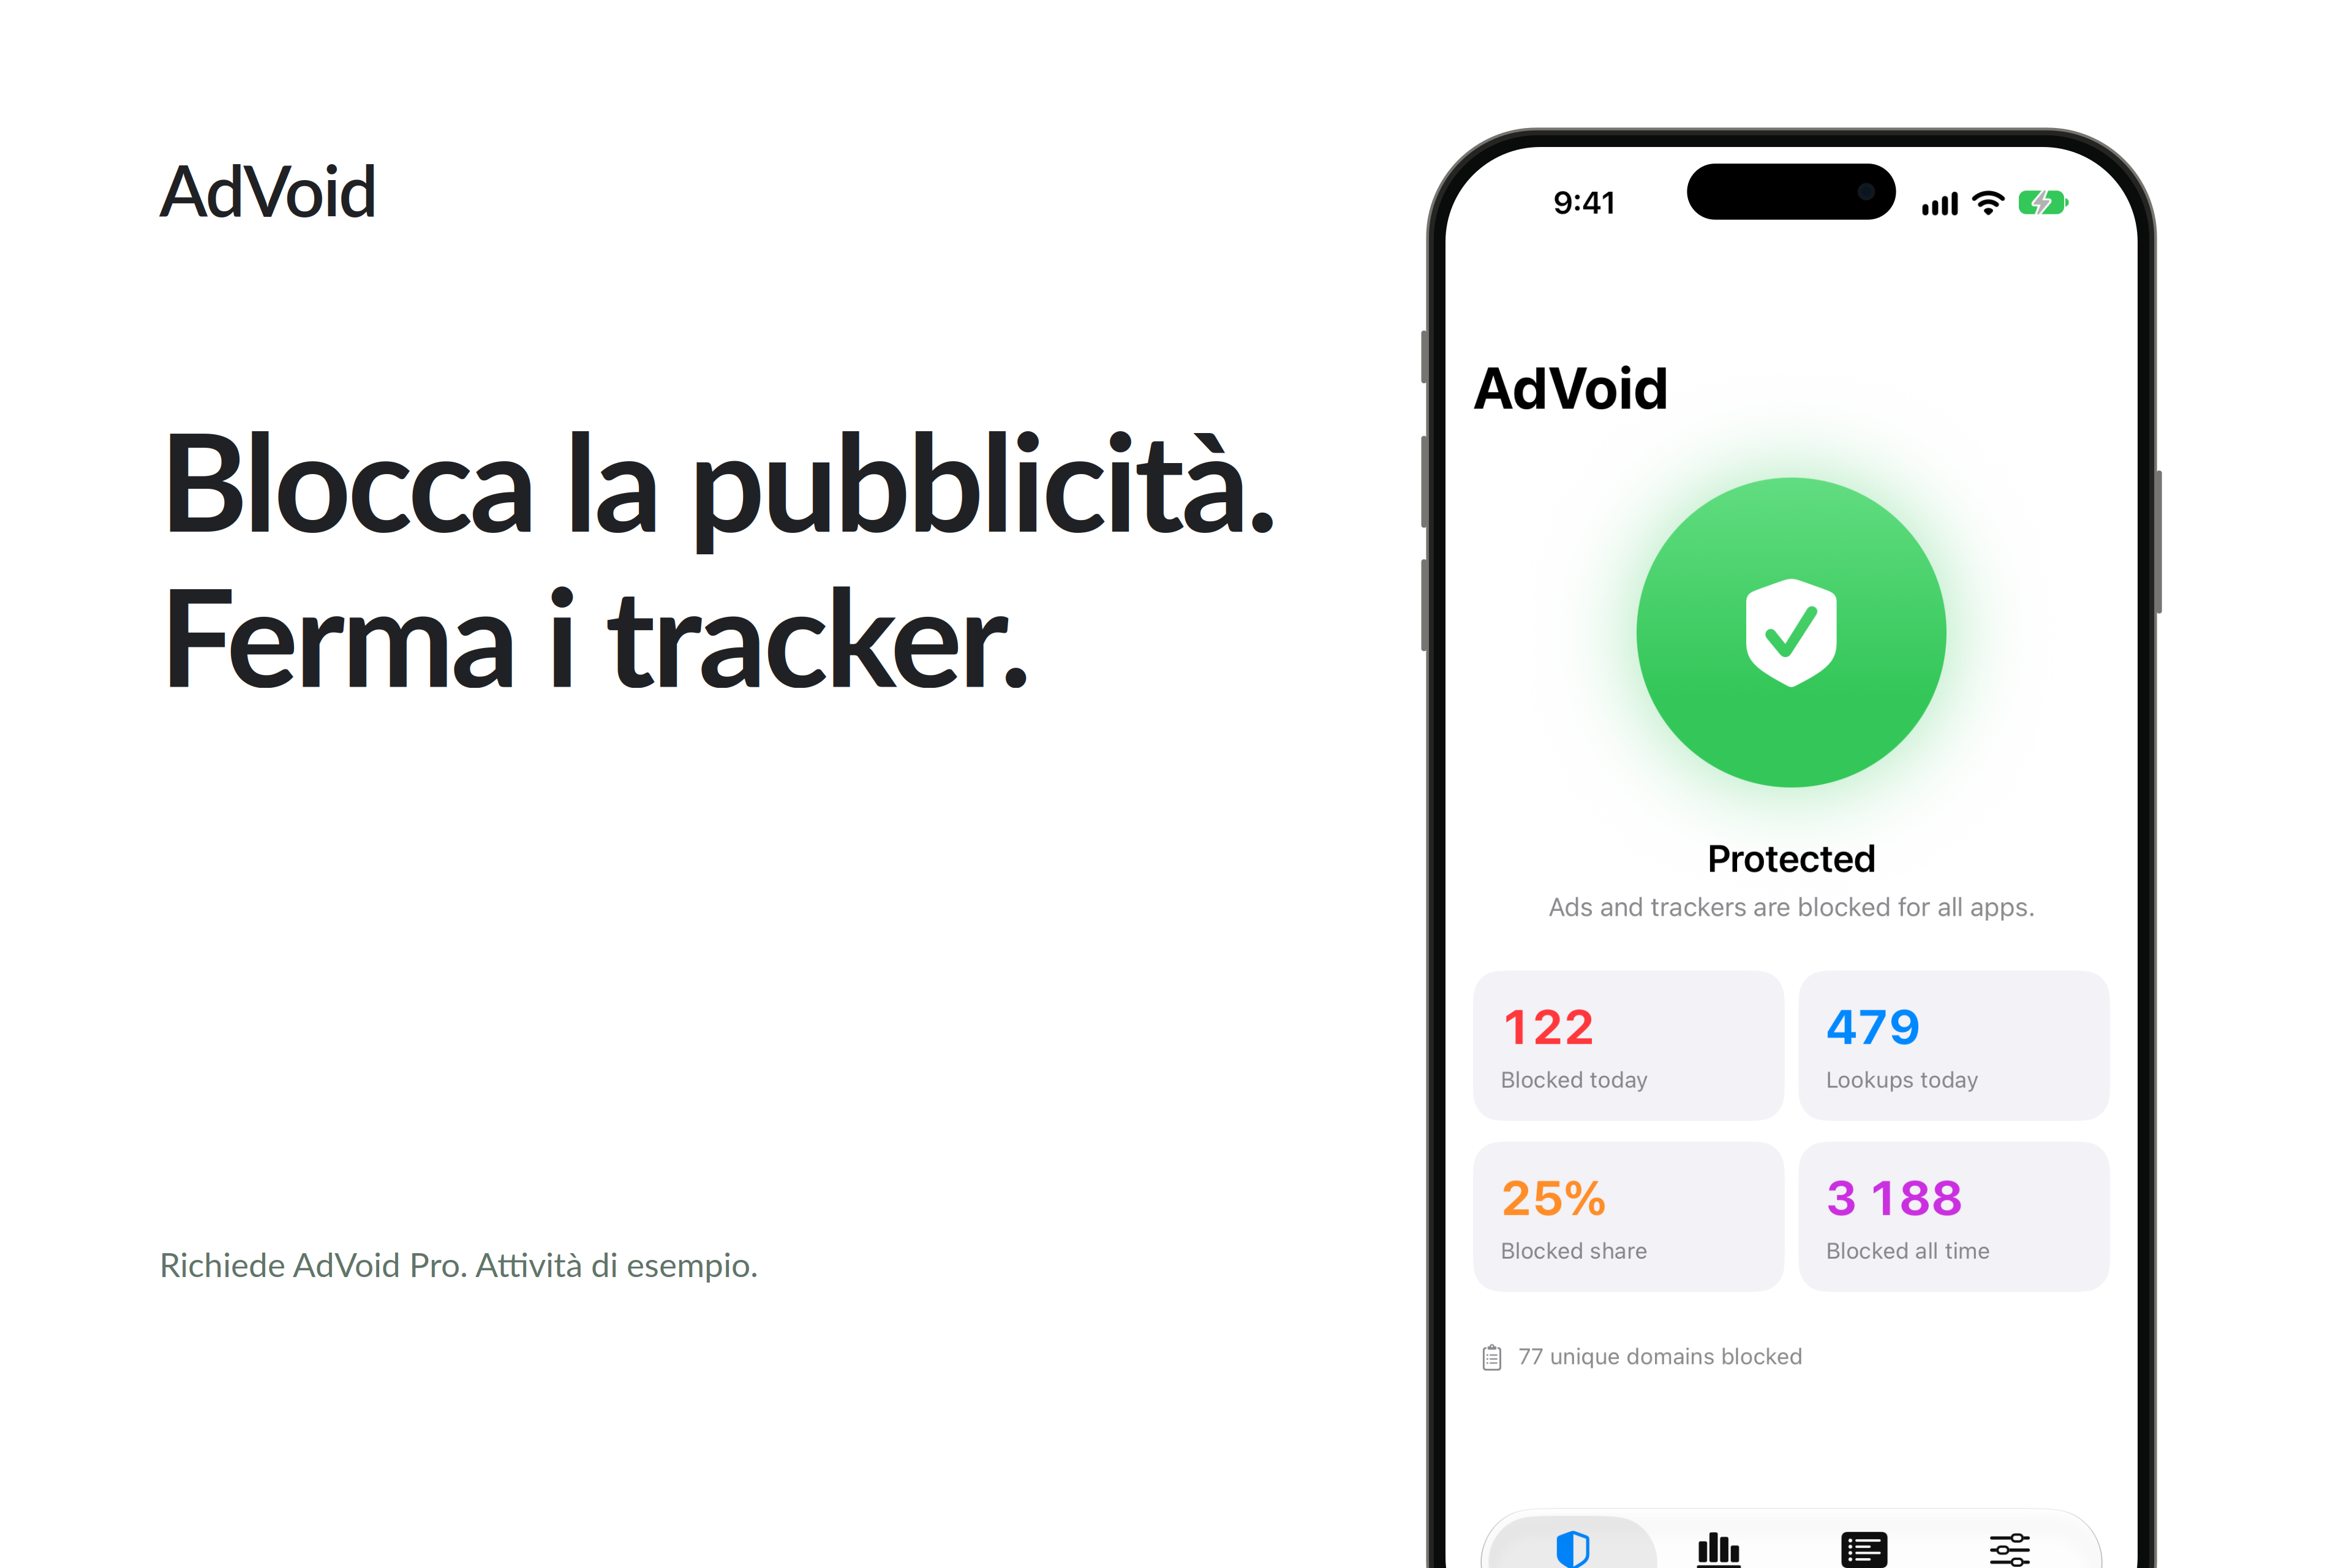 AdVoid
Blocca la pubblicità.
Ferma i tracker.
Richiede AdVoid Pro. Attività di esempio.
9:41
AdVoid
Protected
Ads and trackers are blocked for all apps.
122
Blocked today
479
Lookups today
25%
Blocked share
3 188
Blocked all time
77 unique domains blocked